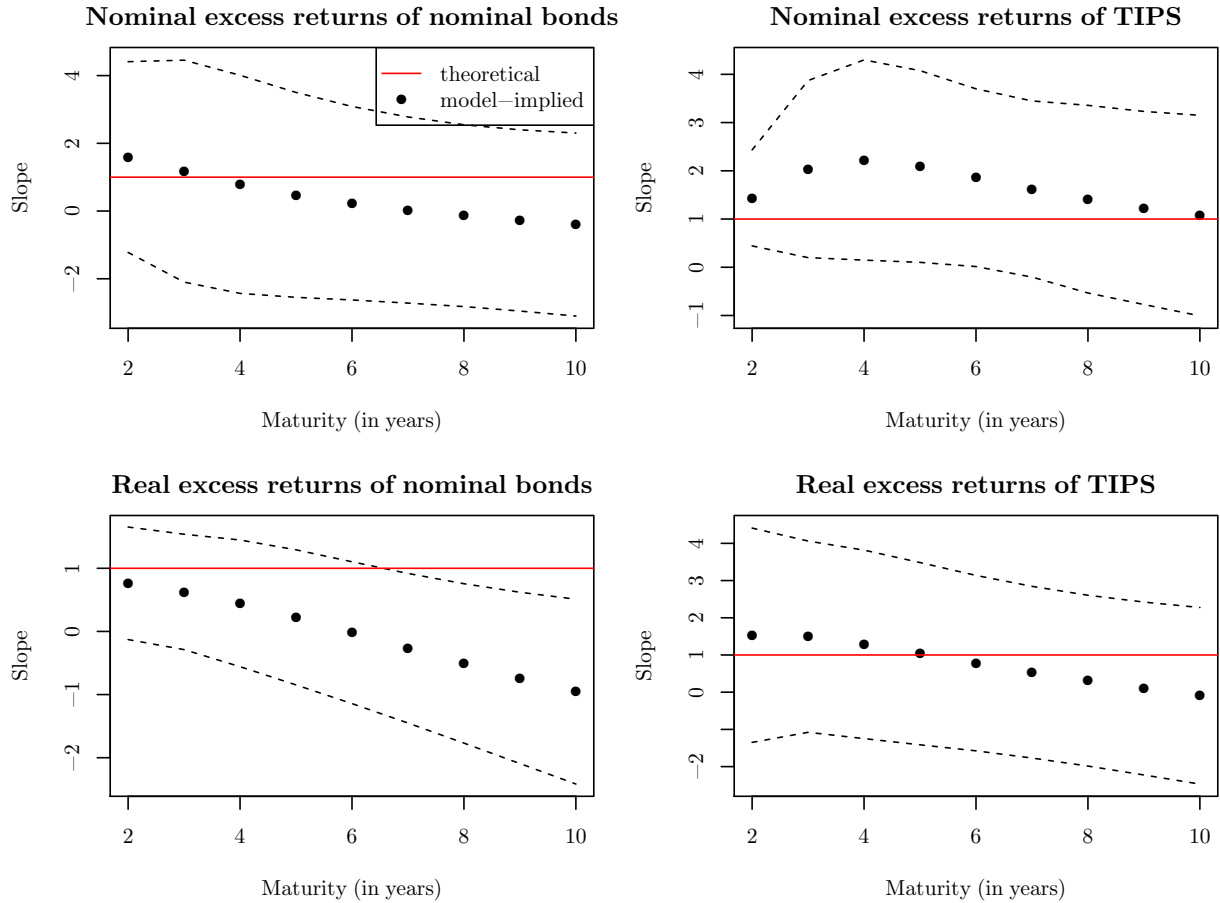 Nominal excess returns of nominal bonds
Slope
4
2
0
−2
theoretical
model−implied
2 4 6 8 10
Maturity (in years)
Nominal excess returns of TIPS
Slope
4
3
2
1
0
−1
2 4 6 8 10
Maturity (in years)
Real excess returns of nominal bonds
Slope
1
0
−1
−2
2 4 6 8 10
Maturity (in years)
Real excess returns of TIPS
Slope
4
3
2
1
0
−2
2 4 6 8 10
Maturity (in years)